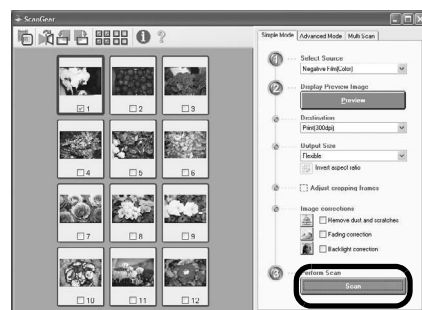 ScanGear
Simple Mode Advanced Mode Multi Scan
1 Select Source
Negative Film(Color)
2 Display Preview Image
Preview
Destination
Print(300dpi)
Output Size
Flexible
Invert aspect ratio
Adjust cropping frames
Image corrections
Remove dust and scratches
Fading correction
Backlight correction
3 Perform Scan
Scan
1 2 3
4 5 6
7 8 9
10 11 12